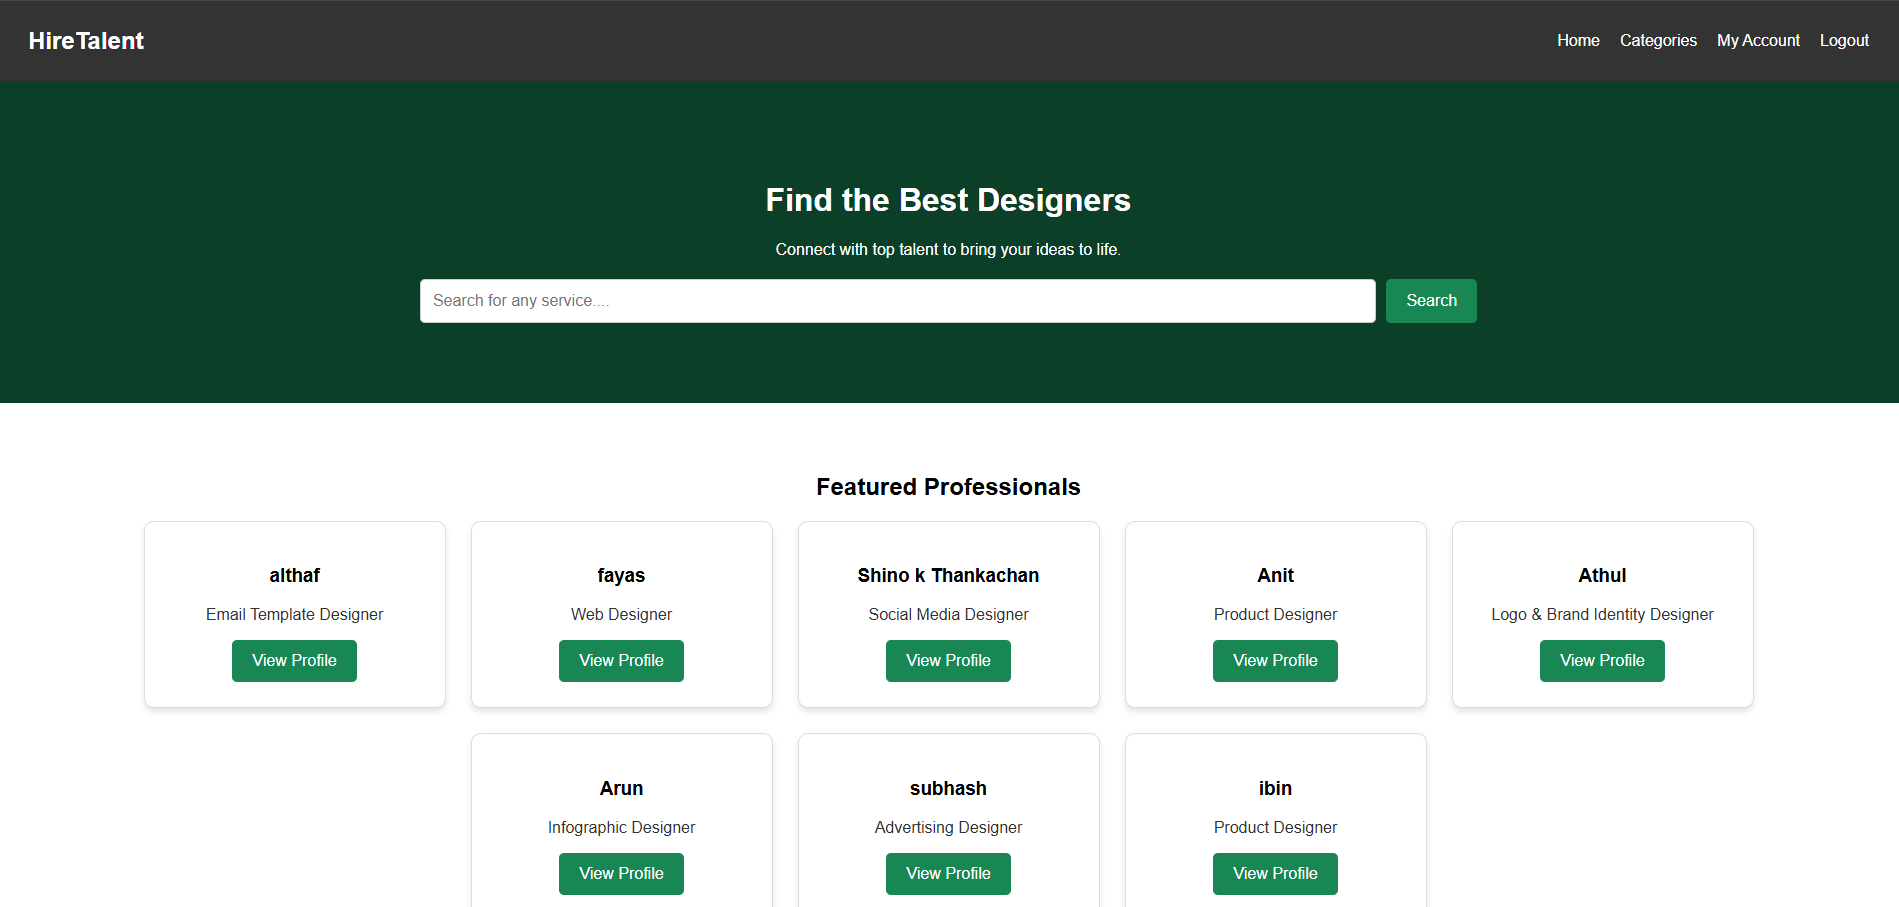 HireTalent
Home Categories My Account Logout
Find the Best Designers
Connect with top talent to bring your ideas to life.
Search for any service.... Search
Featured Professionals
althaf
Email Template Designer
View Profile
fayas
Web Designer
View Profile
Shino k Thankachan
Social Media Designer
View Profile
Anit
Product Designer
View Profile
Athul
Logo & Brand Identity Designer
View Profile
Arun
Infographic Designer
View Profile
subhash
Advertising Designer
View Profile
ibin
Product Designer
View Profile